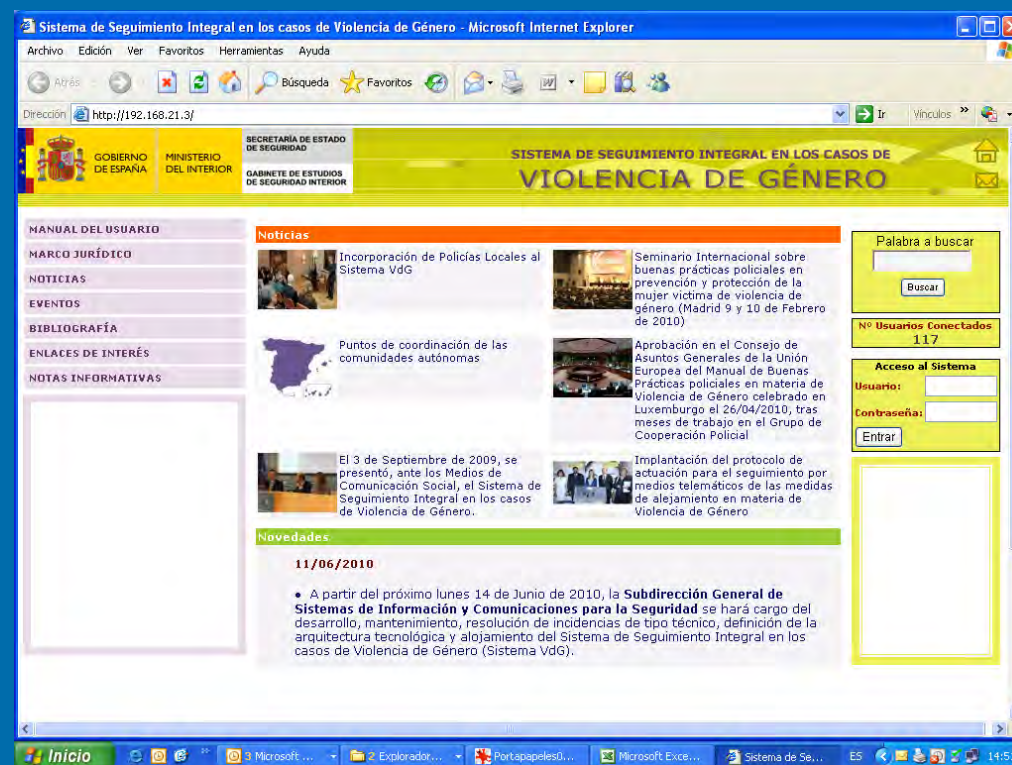 Sistema de Seguimiento Integral en los casos de Violencia de Género - Microsoft Internet Explorer
Archivo Edición Ver Favoritos Herramientas Ayuda
Atrás Búsqueda Favoritos
Dirección http://192.168.21.3/ Ir Vínculos »
GOBIERNO
DE ESPAÑA
MINISTERIO
DEL INTERIOR
SECRETARÍA DE ESTADO
DE SEGURIDAD
GABINETE DE ESTUDIOS
DE SEGURIDAD INTERIOR
SISTEMA DE SEGUIMIENTO INTEGRAL EN LOS CASOS DE
VIOLENCIA DE GÉNERO
MANUAL DEL USUARIO
MARCO JURÍDICO
NOTICIAS
EVENTOS
BIBLIOGRAFÍA
ENLACES DE INTERÉS
NOTAS INFORMATIVAS
Noticias
Incorporación de Policías Locales al
Sistema VdG
Seminario Internacional sobre
buenas prácticas policiales en
prevención y protección de la
mujer victima de violencia de
género (Madrid 9 y 10 de Febrero
de 2010)
Puntos de coordinación de las
comunidades autónomas
Aprobación en el Consejo de
Asuntos Generales de la Unión
Europea del Manual de Buenas
Prácticas policiales en materia de
Violencia de Género celebrado en
Luxemburgo el 26/04/2010, tras
meses de trabajo en el Grupo de
Cooperación Policial
El 3 de Septiembre de 2009, se
presentó, ante los Medios de
Comunicación Social, el Sistema de
Seguimiento Integral en los casos
de Violencia de Género.
Implantación del protocolo de
actuación para el seguimiento por
medios telemáticos de las medidas
de alejamiento en materia de
Violencia de Género
Novedades
11/06/2010
• A partir del próximo lunes 14 de Junio de 2010, la Subdirección General de
Sistemas de Información y Comunicaciones para la Seguridad se hará cargo del
desarrollo, mantenimiento, resolución de incidencias de tipo técnico, definición de la
arquitectura tecnológica y alojamiento del Sistema de Seguimiento Integral en los
casos de Violencia de Género (Sistema VdG).
Palabra a buscar
Buscar
Nº Usuarios Conectados
117
Acceso al Sistema
Usuario:
Contraseña:
Entrar
Inicio » 3 Microsoft ... 2 Explorador... Portapapeles0... Microsoft Exce... Sistema de Se... ES